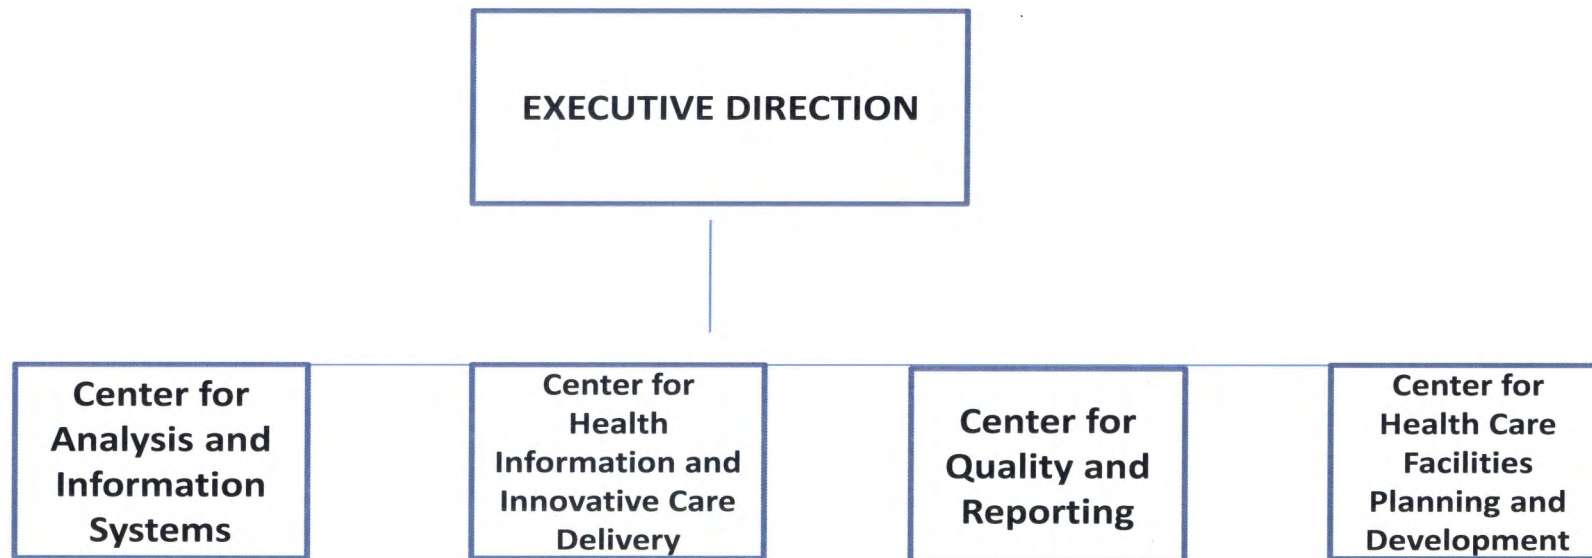 EXECUTIVE DIRECTION
Center for
Analysis and
Information
Systems
Center for
Health
Information and
Innovative Care
Delivery
Center for
Quality and
Reporting
Center for
Health Care
Facilities
Planning and
Development